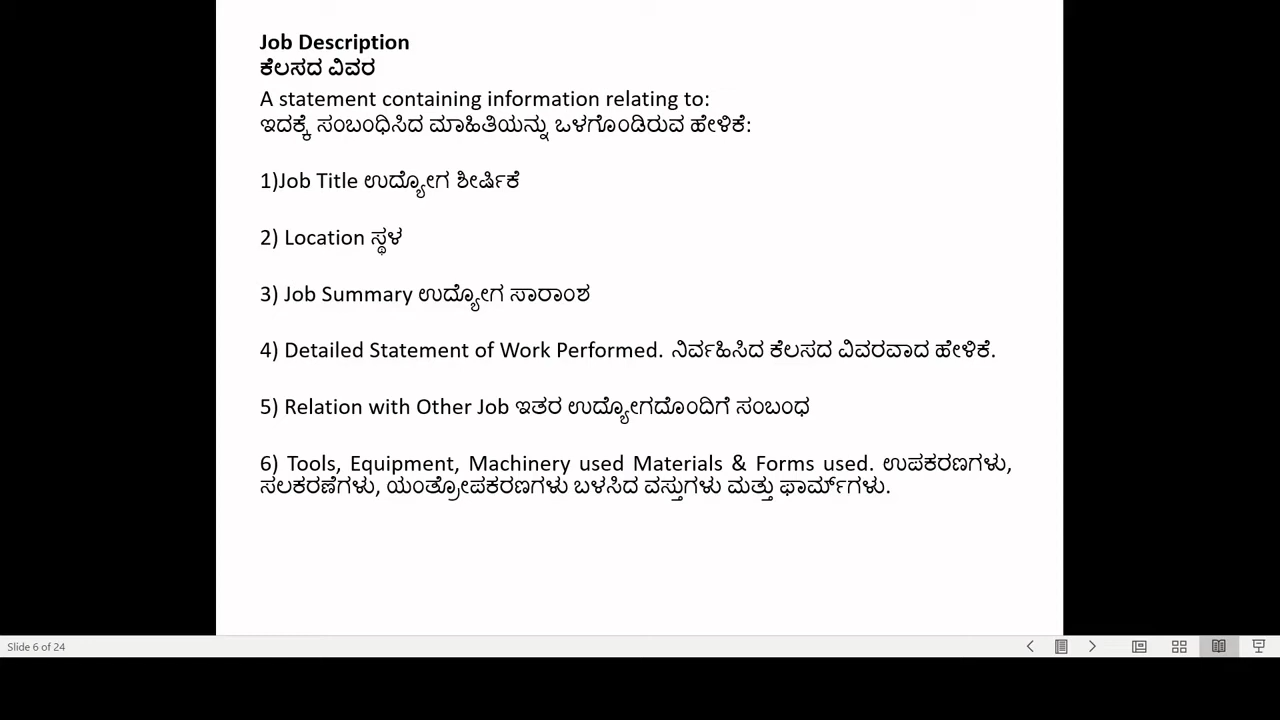 Job Description
ಕೆಲಸದ ವಿವರ
A statement containing information relating to:
ಇದಕ್ಕೆ ಸಂಬಂಧಿಸಿದ ಮಾಹಿತಿಯನ್ನು ಒಳಗೊಂಡಿರುವ ಹೇಳಿಕೆ:
1)Job Title ಉದ್ಯೋಗ ಶೀರ್ಷಿಕೆ
2) Location ಸ್ಥಳ
3) Job Summary ಉದ್ಯೋಗ ಸಾರಾಂಶ
4) Detailed Statement of Work Performed. ನಿರ್ವಹಿಸಿದ ಕೆಲಸದ ವಿವರವಾದ ಹೇಳಿಕೆ.
5) Relation with Other Job ಇತರ ಉದ್ಯೋಗದೊಂದಿಗೆ ಸಂಬಂಧ
6) Tools, Equipment, Machinery used Materials & Forms used. ಉಪಕರಣಗಳು,
ಸಲಕರಣೆಗಳು, ಯಂತ್ರೋಪಕರಣಗಳು ಬಳಸಿದ ವಸ್ತುಗಳು ಮತ್ತು ಫಾರ್ಮ್‌ಗಳು.
Slide 6 of 24